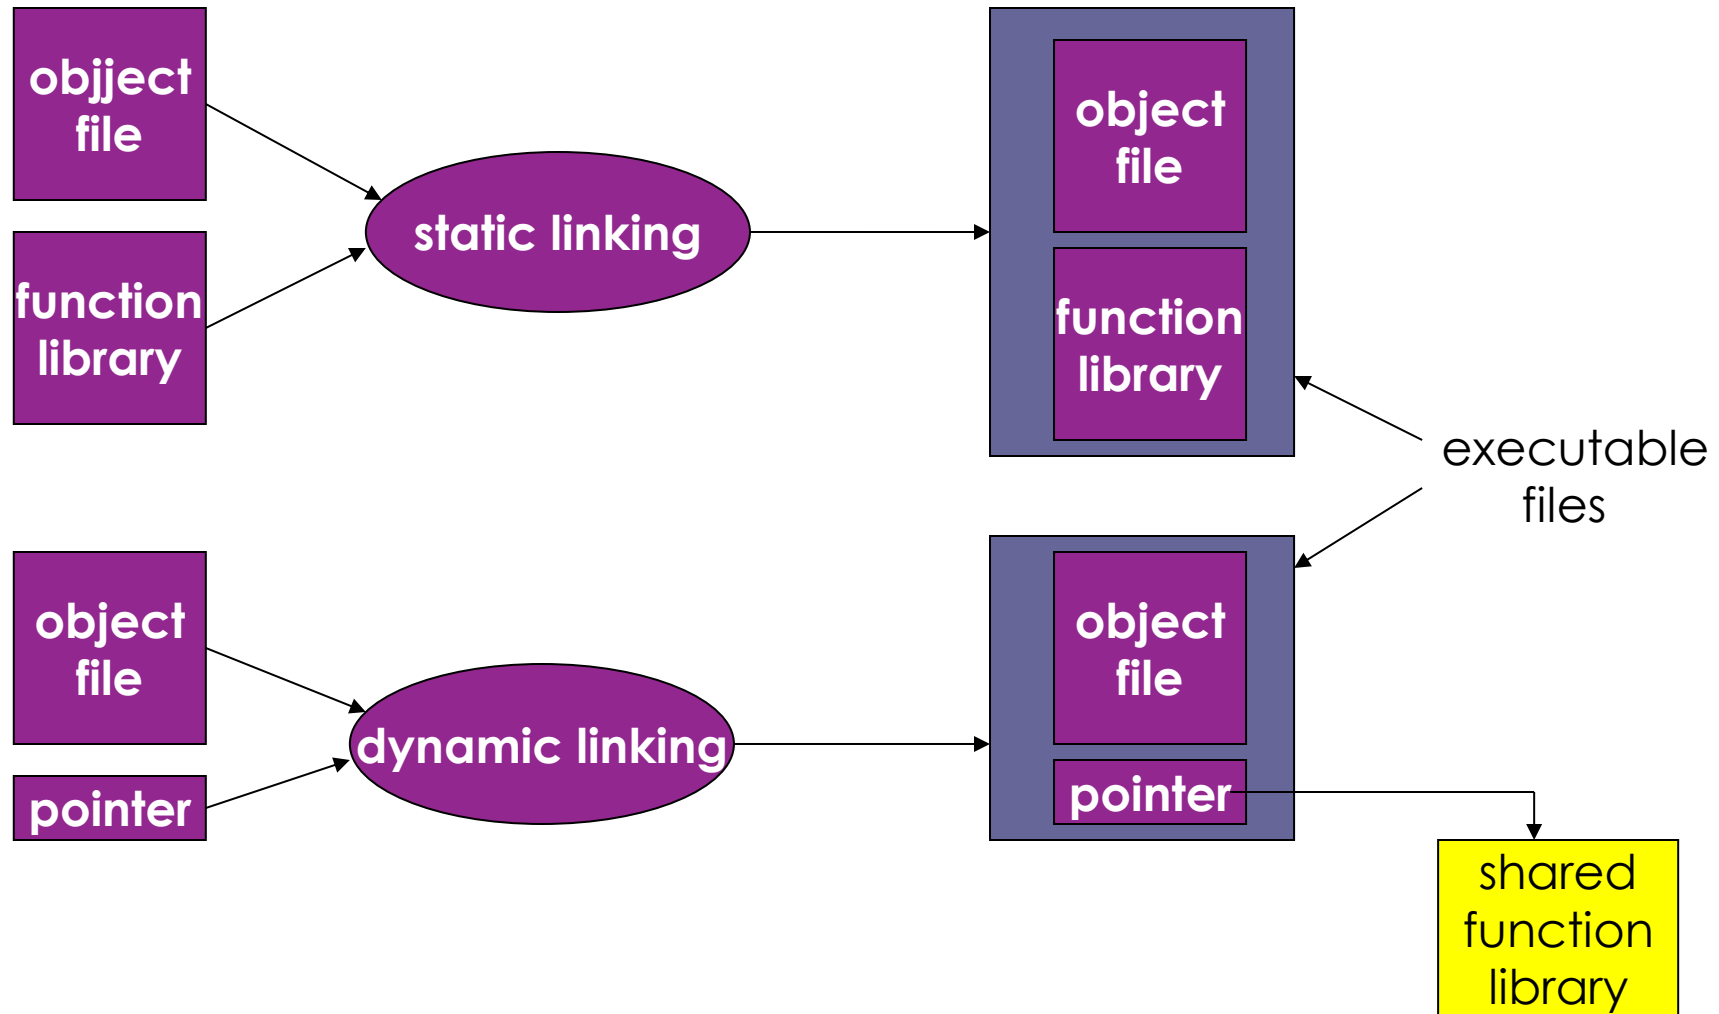 objject
file
function
library
static linking
object
file
function
library
executable
files
object
file
pointer
dynamic linking
object
file
pointer
shared
function
library